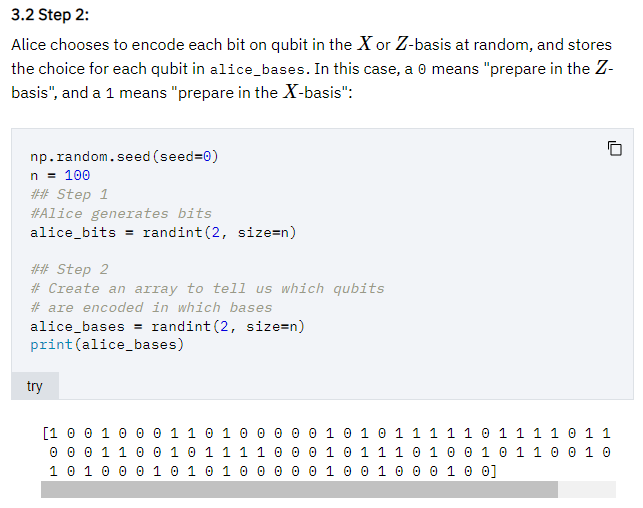 3.2 Step 2:
Alice chooses to encode each bit on qubit in the X or Z-basis at random, and stores
the choice for each qubit in alice_bases. In this case, a 0 means "prepare in the Z-
basis", and a 1 means "prepare in the X-basis":
np.random.seed(seed=0)
n = 100
## Step 1
#Alice generates bits
alice_bits = randint(2, size=n)
## Step 2
# Create an array to tell us which qubits
# are encoded in which bases
alice_bases = randint(2, size=n)
print(alice_bases)
try
[1 0 0 1 0 0 0 1 1 0 1 0 0 0 0 0 1 0 1 0 1 1 1 1 1 0 1 1 1 1 0 1 1
0 0 0 1 1 0 0 1 0 1 1 1 1 0 0 0 1 0 1 1 1 0 1 0 0 1 0 1 1 0 0 1 0
1 0 1 0 0 0 1 0 1 0 1 0 0 0 0 0 1 0 0 1 0 0 0 1 0 0]